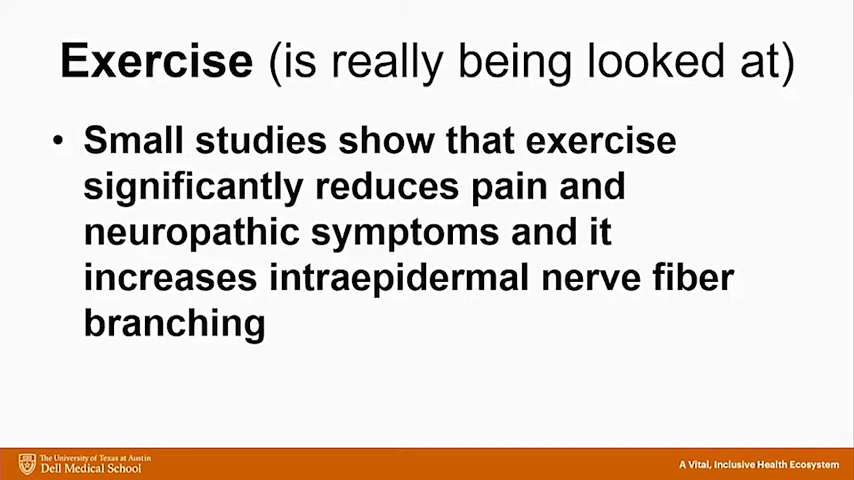 Exercise (is really being looked at)
• Small studies show that exercise
significantly reduces pain and
neuropathic symptoms and it
increases intraepidermal nerve fiber
branching
The University of Texas at Austin
Dell Medical School
A Vital, Inclusive Health Ecosystem